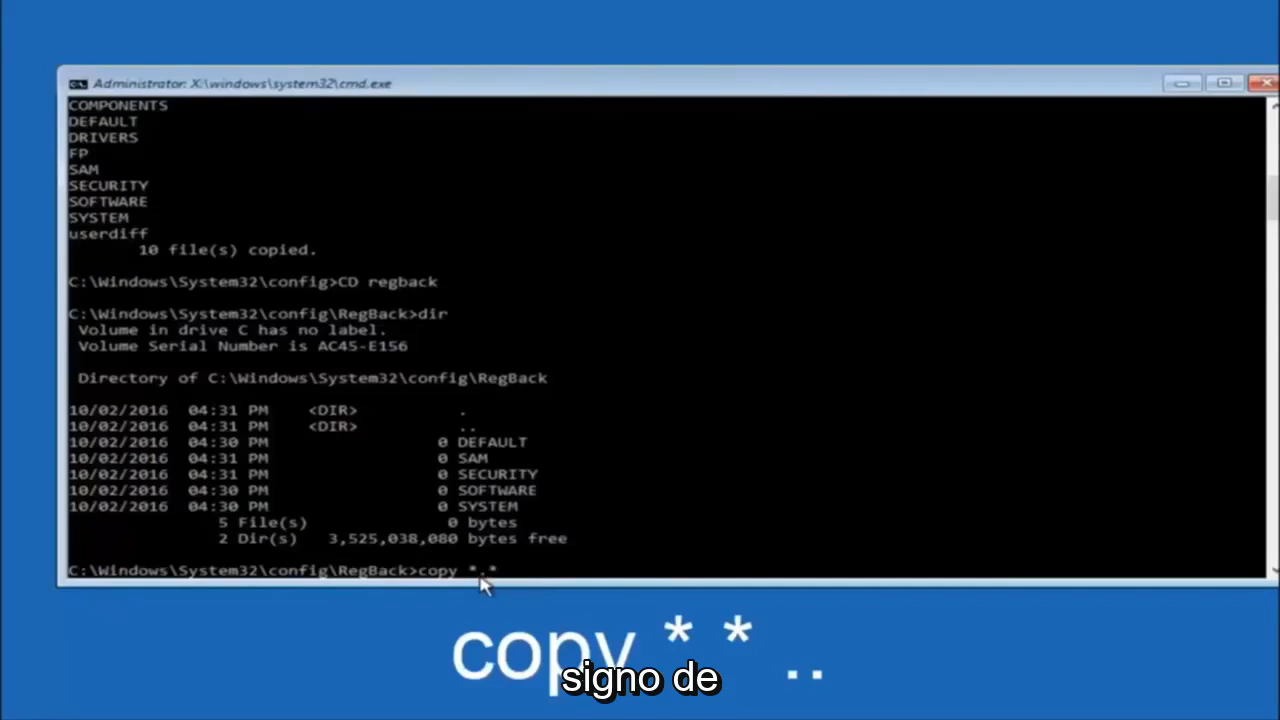 Administrator: X:\windows\system32\cmd.exe
COMPONENTS
DEFAULT
DRIVERS
FP
SAM
SECURITY
SOFTWARE
SYSTEM
userdiff
10 file(s) copied.
C:\Windows\System32\config>CD regback
C:\Windows\System32\config\RegBack>dir
Volume in drive C has no label.
Volume Serial Number is AC45-E156
Directory of C:\Windows\System32\config\RegBack
10/02/2016 04:31 PM <DIR> .
10/02/2016 04:31 PM <DIR> ..
10/02/2016 04:30 PM 0 DEFAULT
10/02/2016 04:31 PM 0 SAM
10/02/2016 04:31 PM 0 SECURITY
10/02/2016 04:30 PM 0 SOFTWARE
10/02/2016 04:30 PM 0 SYSTEM
5 File(s) 0 bytes
2 Dir(s) 3,525,038,080 bytes free
C:\Windows\System32\config\RegBack>copy *.*
copy * * ..
signo de